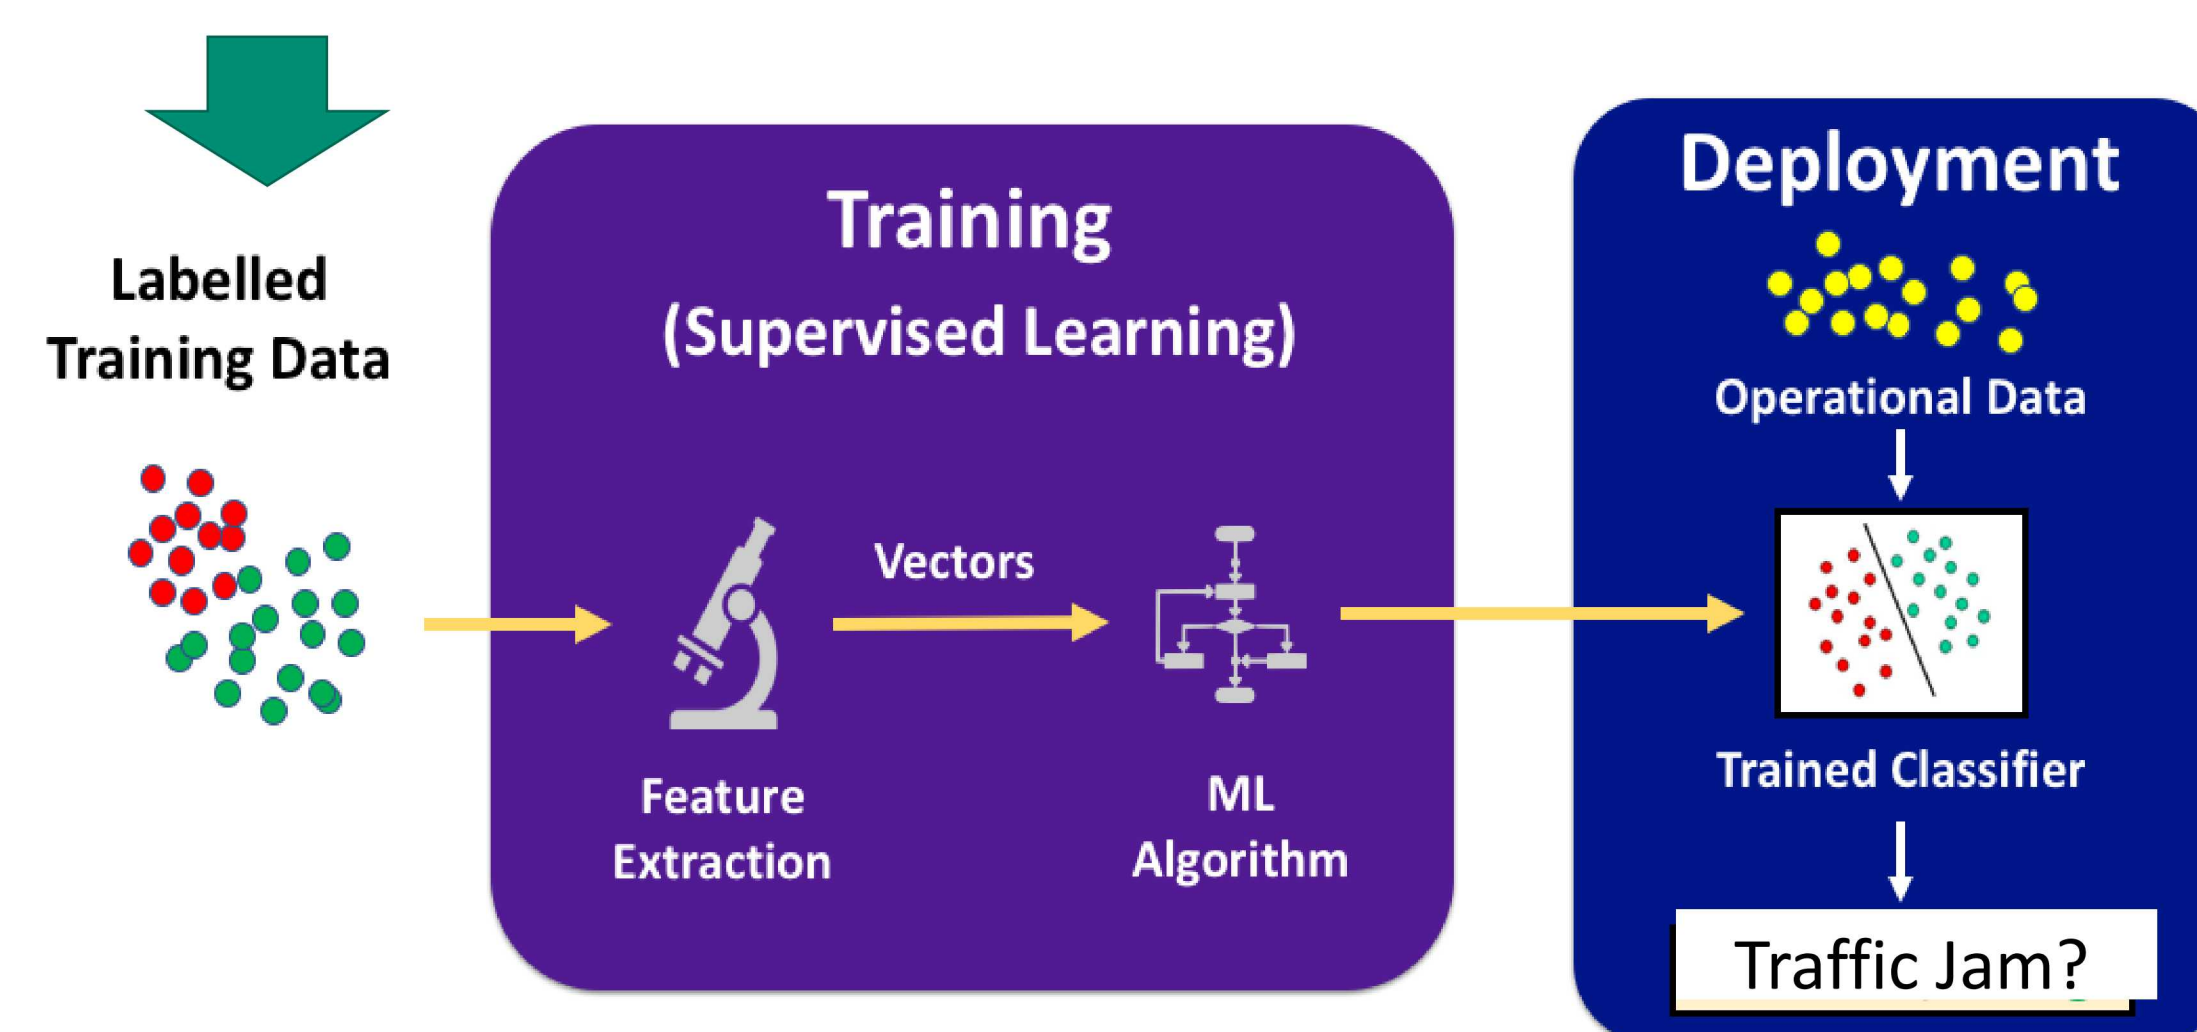 Labelled
Training Data
Training
(Supervised Learning)
Vectors
Feature
Extraction
ML
Algorithm
Deployment
Operational Data
Trained Classifier
Traffic Jam?